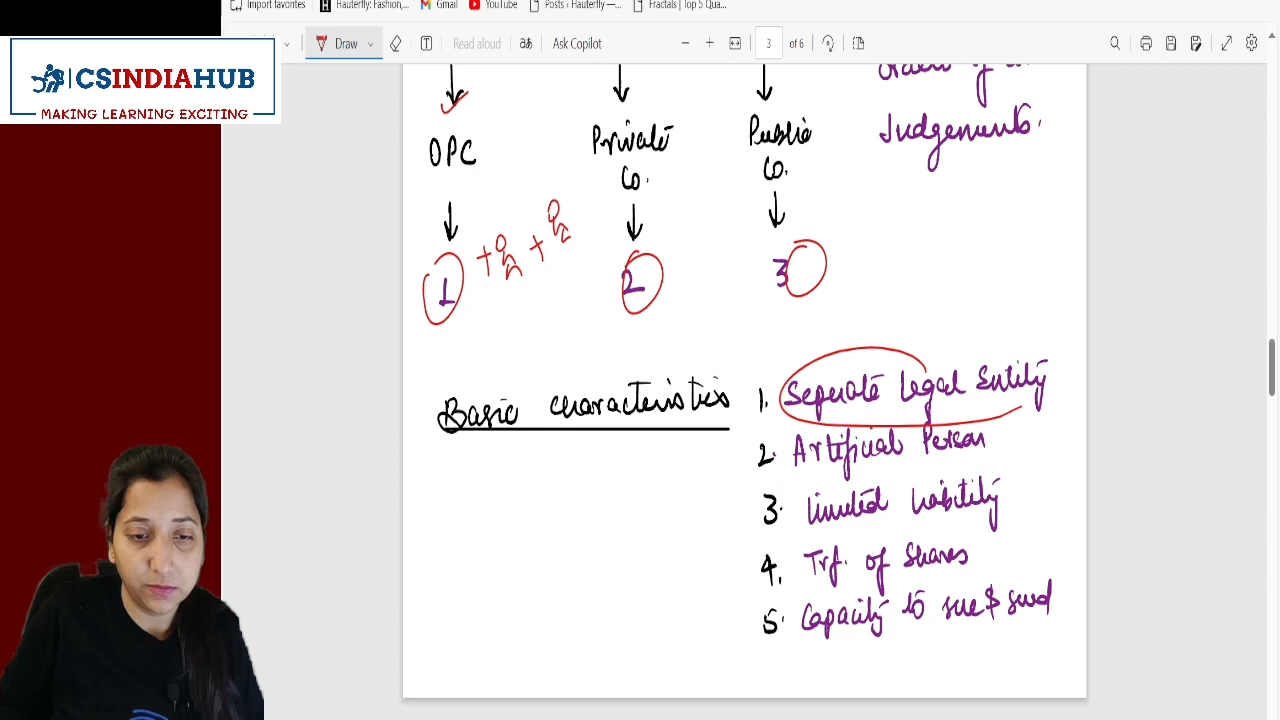 Import favorites
Hauterfly: Fashion,...
Gmail
YouTube
Posts ‹ Hauterfly —...
Fractals | Top 5 Qua...
Draw
Read aloud
Ask Copilot
3
of 6
CSINDIAHUB
MAKING LEARNING EXCITING
Judgements.
OPC
Private
Co.
Public
Co.
1
2
3
Basic characteristics
1. Seperate Legal Entity
2. Artificial Person
3. Limited Liability
4. Trf. of Shares
5. Capacity to sue & sued